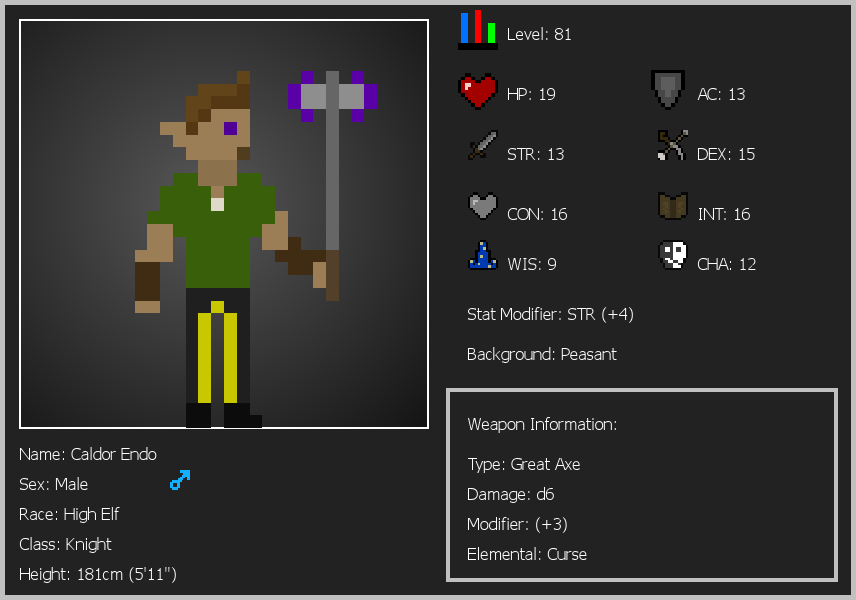 Level: 81
HP: 19
AC: 13
STR: 13
DEX: 15
CON: 16
INT: 16
WIS: 9
CHA: 12
Stat Modifier: STR (+4)
Background: Peasant
Weapon Information:
Type: Great Axe
Damage: d6
Modifier: (+3)
Elemental: Curse
Name: Caldor Endo
Sex: Male
Race: High Elf
Class: Knight
Height: 181cm (5'11")